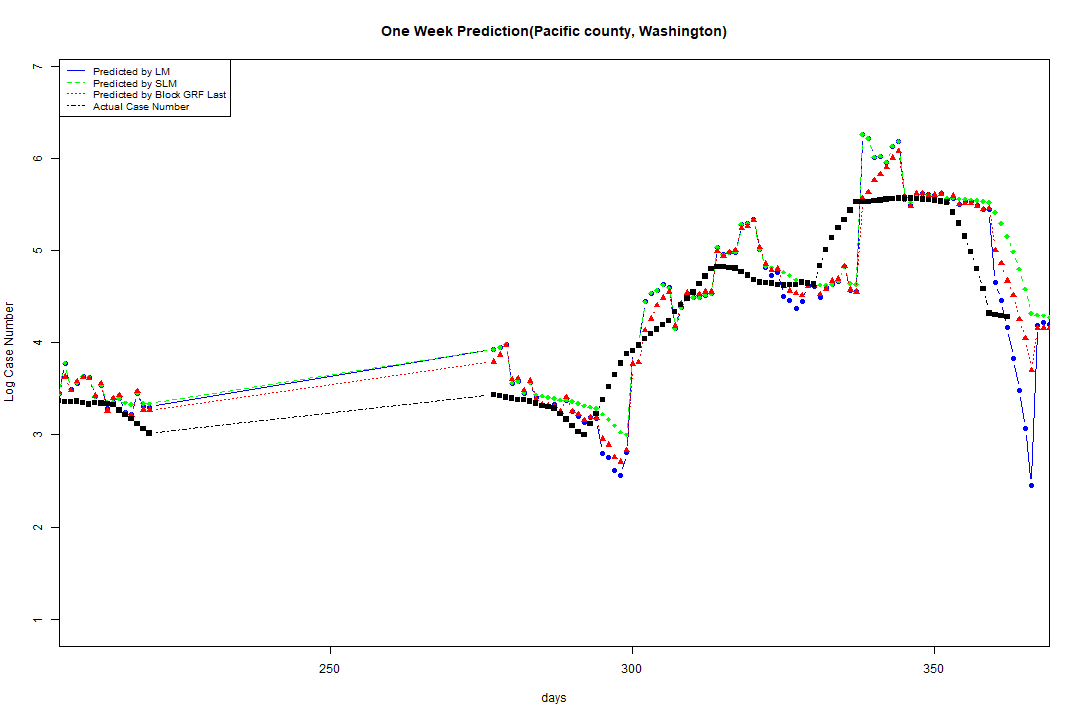 One Week Prediction(Pacific county, Washington)
Predicted by LM
Predicted by SLM
Predicted by Block GRF Last
Actual Case Number
7
6
5
4
3
2
1
Log Case Number
250
300
350
days